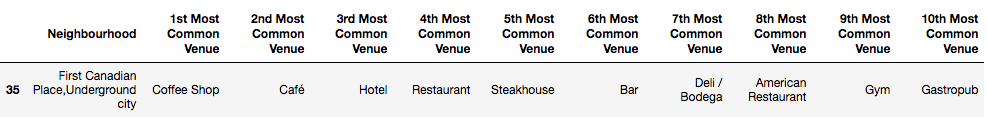 Neighbourhood 1st Most Common Venue 2nd Most Common Venue 3rd Most Common Venue 4th Most Common Venue 5th Most Common Venue 6th Most Common Venue 7th Most Common Venue 8th Most Common Venue 9th Most Common Venue 10th Most Common Venue
35 First Canadian Place,Underground city Coffee Shop Café Hotel Restaurant Steakhouse Bar Deli / Bodega American Restaurant Gym Gastropub